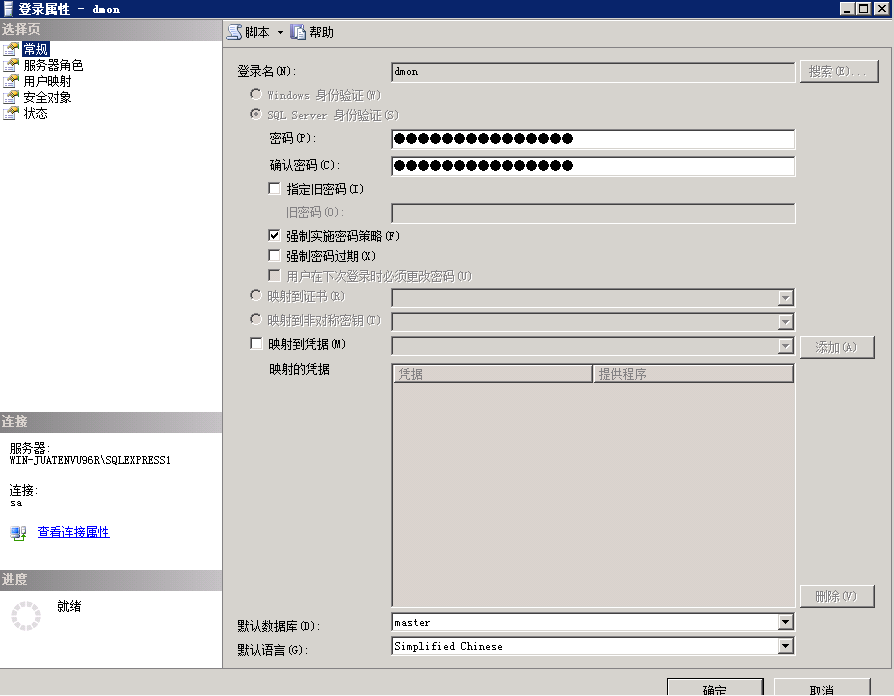 登录属性 - dmon
选择页
常规
服务器角色
用户映射
安全对象
状态
脚本
帮助
登录名(N):
dmon
搜索(E)...
Windows 身份验证(W)
SQL Server 身份验证(S)
密码(P):
●●●●●●●●●●●●●●●
确认密码(C):
●●●●●●●●●●●●●●●
指定旧密码(I)
旧密码(O):
强制实施密码策略(F)
强制密码过期(X)
用户在下次登录时必须更改密码(U)
映射到证书(R)
映射到非对称密钥(T)
映射到凭据(M)
添加(A)
映射的凭据
凭据
提供程序
连接
服务器:
WIN-JUATENVU96R\SQLEXPRESS1
连接:
sa
查看连接属性
进度
就绪
删除(V)
默认数据库(D):
master
默认语言(G):
Simplified Chinese
确定
取消